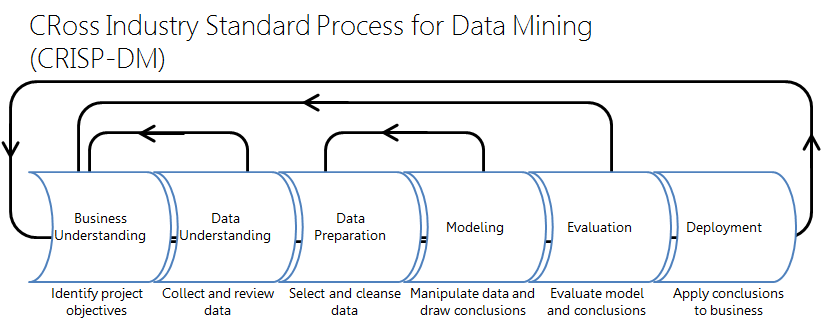 CRoss Industry Standard Process for Data Mining
(CRISP-DM)
Business
Understanding
Data
Understanding
Data
Preparation
Modeling
Evaluation
Deployment
Identify project
objectives
Collect and review
data
Select and cleanse
data
Manipulate data and
draw conclusions
Evaluate model
and conclusions
Apply conclusions
to business